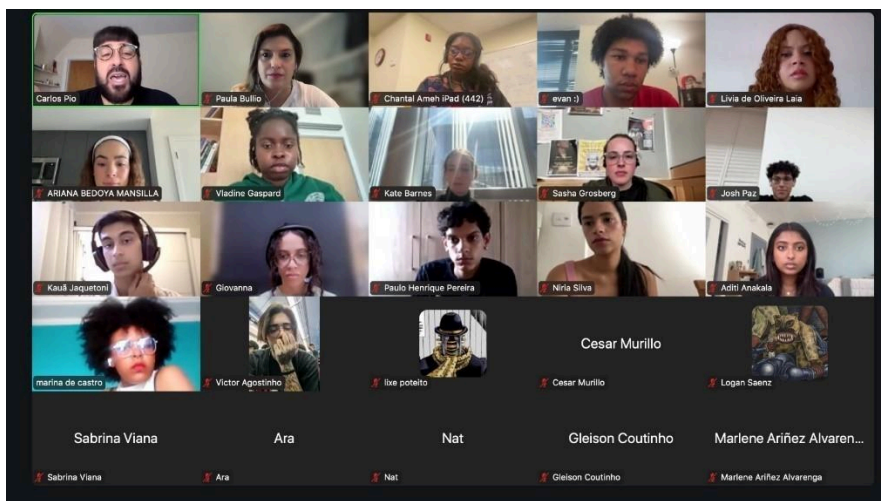 Carlos Pio
Paula Bullio
Chantal Ameh iPad (442)
evan :)
Livia de Oliveira Laia
ARIANA BEDOYA MANSILLA
Vladine Gaspard
Kate Barnes
Sasha Grosberg
Josh Paz
Kauã Jaquetoni
Giovanna
Paulo Henrique Pereira
Niria Silva
Aditi Anakala
marina de castro
Victor Agostinho
lixe poteito
Cesar Murillo
Cesar Murillo
Logan Saenz
Sabrina Viana
Ara
Nat
Gleison Coutinho
Marlene Ariñez Alvaren...
Sabrina Viana
Ara
Nat
Gleison Coutinho
Marlene Ariñez Alvarenga